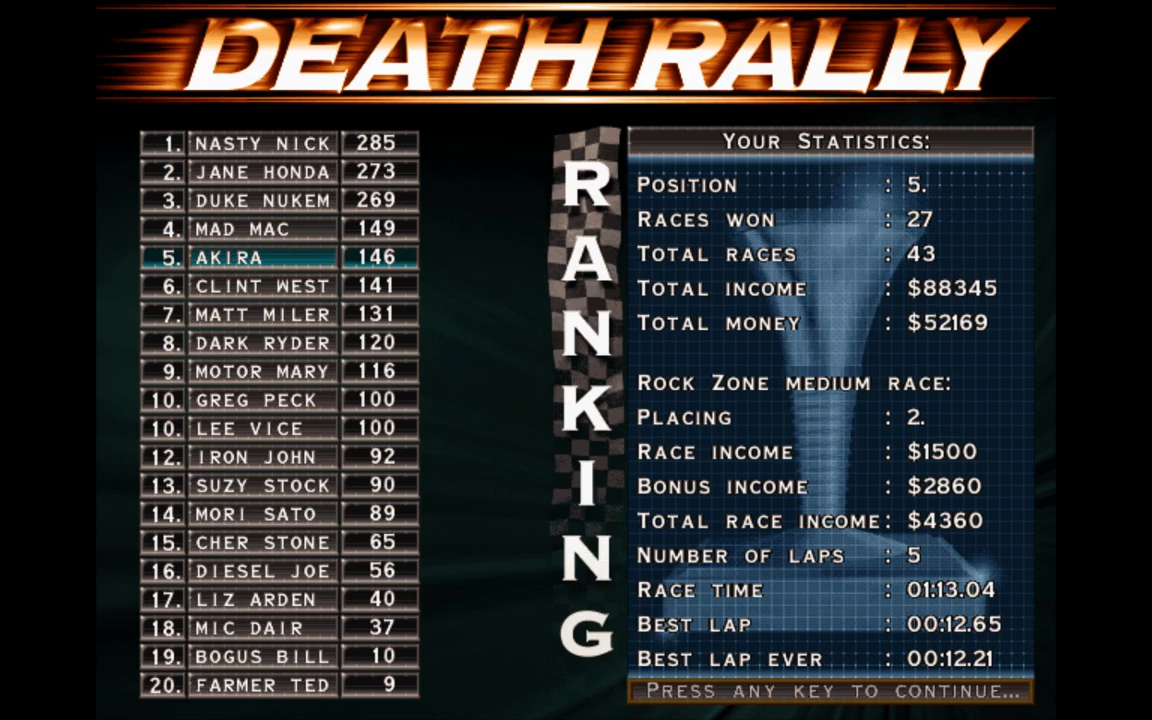 DEATH RALLY
1. NASTY NICK 285
2. JANE HONDA 273
3. DUKE NUKEM 269
4. MAD MAC 149
5. AKIRA 146
6. CLINT WEST 141
7. MATT MILER 131
8. DARK RYDER 120
9. MOTOR MARY 116
10. GREG PECK 100
10. LEE VICE 100
12. IRON JOHN 92
13. SUZY STOCK 90
14. MORI SATO 89
15. CHER STONE 65
16. DIESEL JOE 56
17. LIZ ARDEN 40
18. MIC DAIR 37
19. BOGUS BILL 10
20. FARMER TED 9
RANKING
YOUR STATISTICS:
POSITION : 5.
RACES WON : 27
TOTAL RACES : 43
TOTAL INCOME : $88345
TOTAL MONEY : $52169
ROCK ZONE MEDIUM RACE:
PLACING : 2.
RACE INCOME : $1500
BONUS INCOME : $2860
TOTAL RACE INCOME: $4360
NUMBER OF LAPS : 5
RACE TIME : 01:13.04
BEST LAP : 00:12.65
BEST LAP EVER : 00:12.21
PRESS ANY KEY TO CONTINUE...